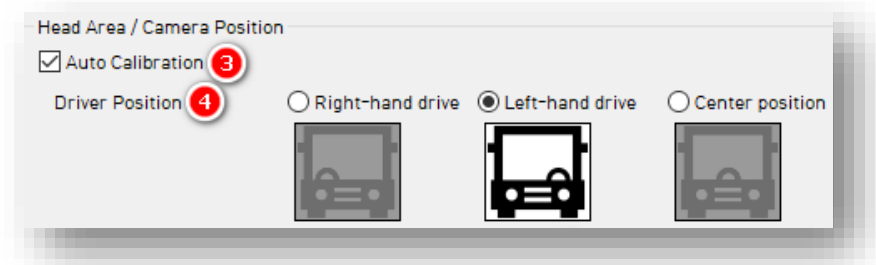 Head Area / Camera Position
Auto Calibration 3
Driver Position 4 Right-hand drive Left-hand drive Center position